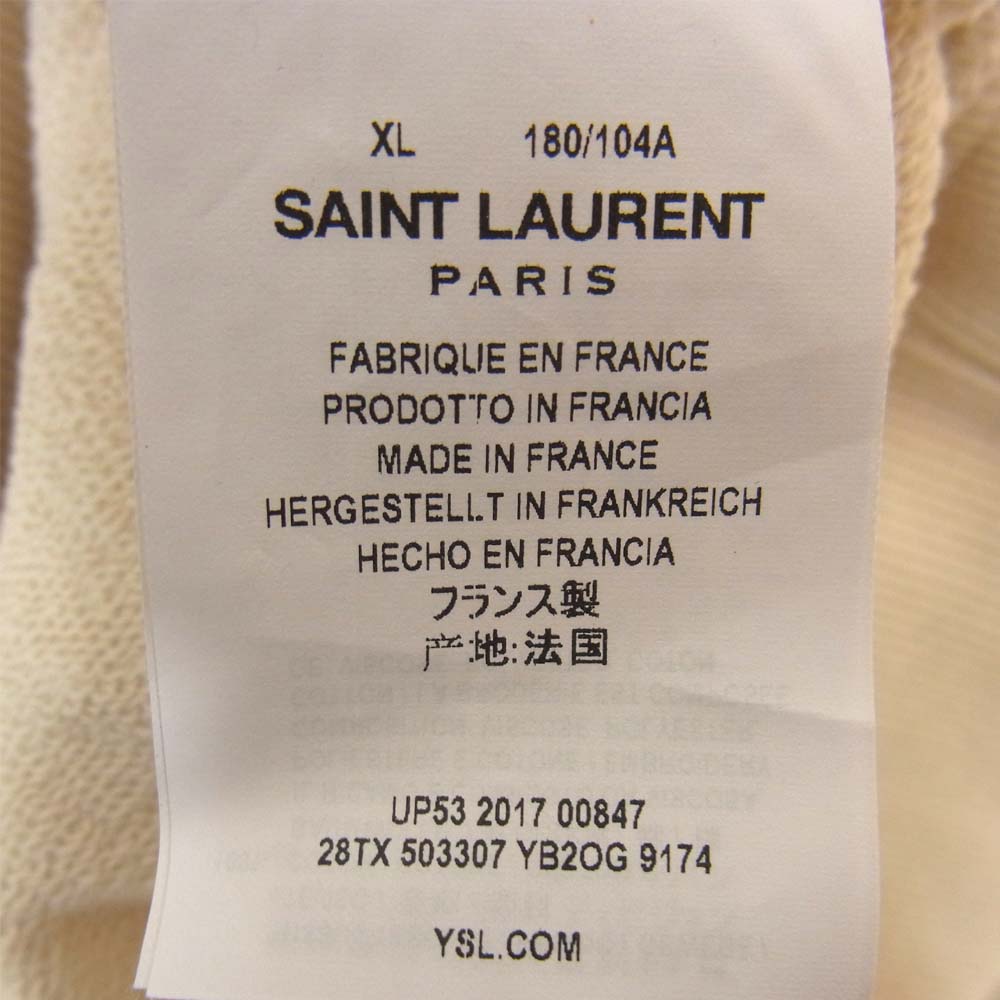 XL 180/104A
SAINT LAURENT
PARIS
FABRIQUE EN FRANCE
PRODOTTO IN FRANCIA
MADE IN FRANCE
HERGESTELLT IN FRANKREICH
HECHO EN FRANCIA
フランス製
产地:法国
UP53 2017 00847
28TX 503307 YB2OG 9174
YSL.COM